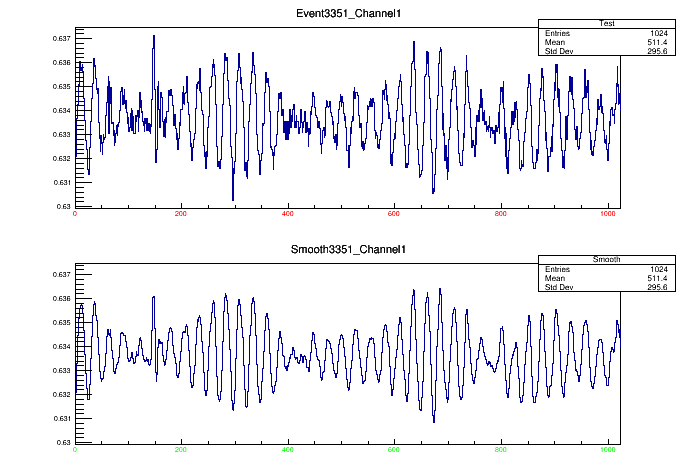 Event3351_Channel1
Test
Entries 1024
Mean 511.4
Std Dev 295.6
0.637
0.636
0.635
0.634
0.633
0.632
0.631
0.63
0 200 400 600 800 1000
Smooth3351_Channel1
Smooth
Entries 1024
Mean 511.4
Std Dev 295.6
0.637
0.636
0.635
0.634
0.633
0.632
0.631
0.63
0 200 400 600 800 1000